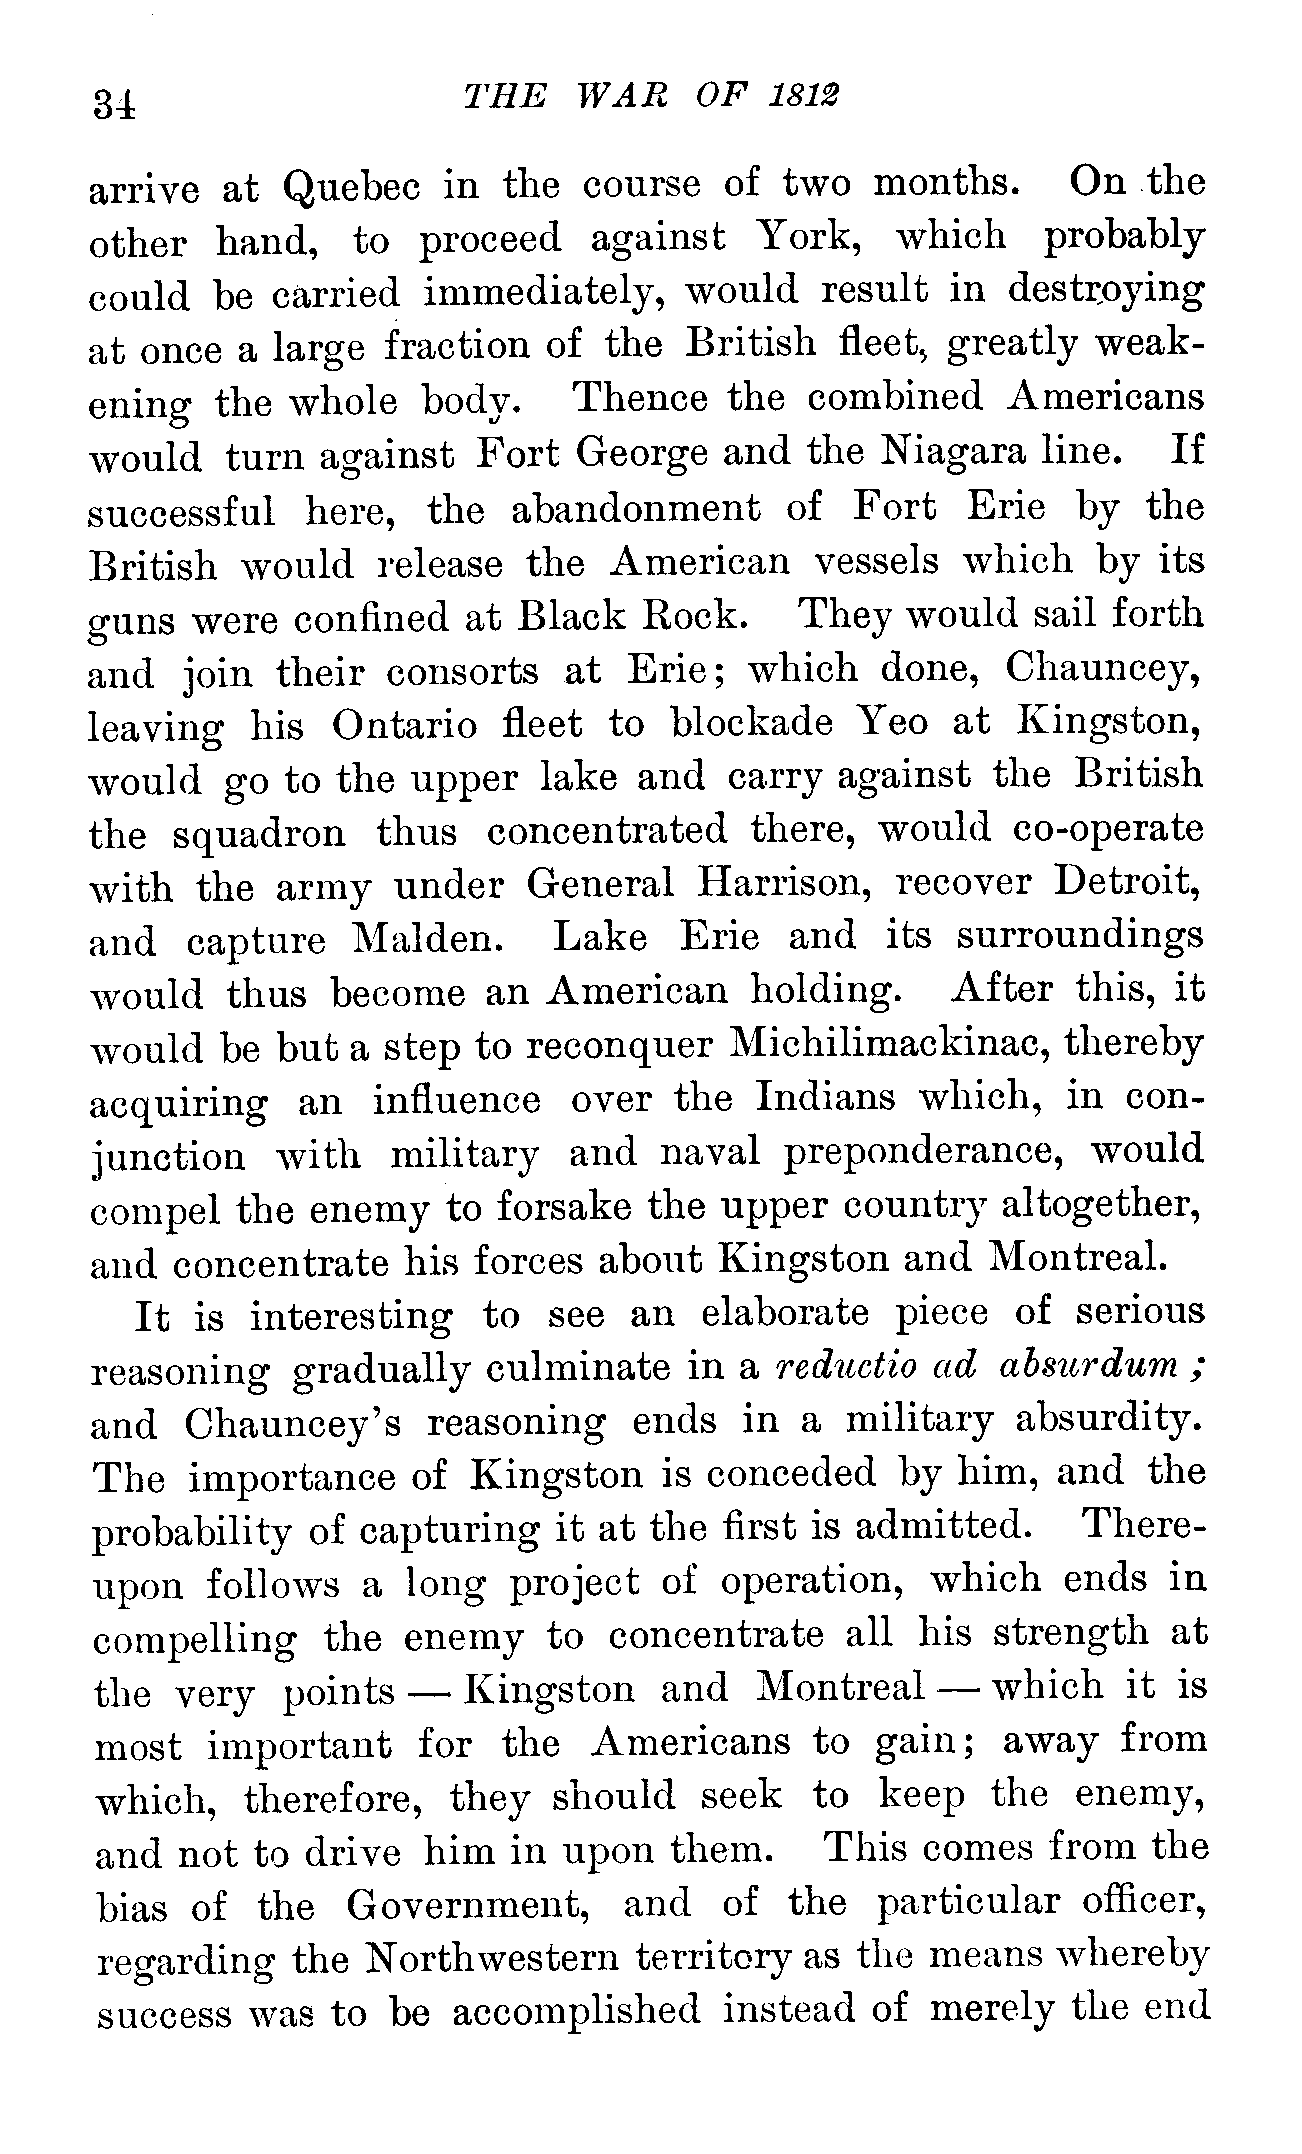 34 THE WAR OF 1812
arrive at Quebec in the course of two months. On the
other hand, to proceed against York, which probably
could be carried immediately, would result in destroying
at once a large fraction of the British fleet, greatly weak-
ening the whole body. Thence the combined Americans
would turn against Fort George and the Niagara line. If
successful here, the abandonment of Fort Erie by the
British would release the American vessels which by its
guns were confined at Black Rock. They would sail forth
and join their consorts at Erie; which done, Chauncey,
leaving his Ontario fleet to blockade Yeo at Kingston,
would go to the upper lake and carry against the British
the squadron thus concentrated there, would co-operate
with the army under General Harrison, recover Detroit,
and capture Malden. Lake Erie and its surroundings
would thus become an American holding. After this, it
would be but a step to reconquer Michilimackinac, thereby
acquiring an influence over the Indians which, in con-
junction with military and naval preponderance, would
compel the enemy to forsake the upper country altogether,
and concentrate his forces about Kingston and Montreal.
It is interesting to see an elaborate piece of serious
reasoning gradually culminate in a reductio ad absurdum ;
and Chauncey's reasoning ends in a military absurdity.
The importance of Kingston is conceded by him, and the
probability of capturing it at the first is admitted. There-
upon follows a long project of operation, which ends in
compelling the enemy to concentrate all his strength at
the very points — Kingston and Montreal — which it is
most important for the Americans to gain; away from
which, therefore, they should seek to keep the enemy,
and not to drive him in upon them. This comes from the
bias of the Government, and of the particular officer,
regarding the Northwestern territory as the means whereby
success was to be accomplished instead of merely the end